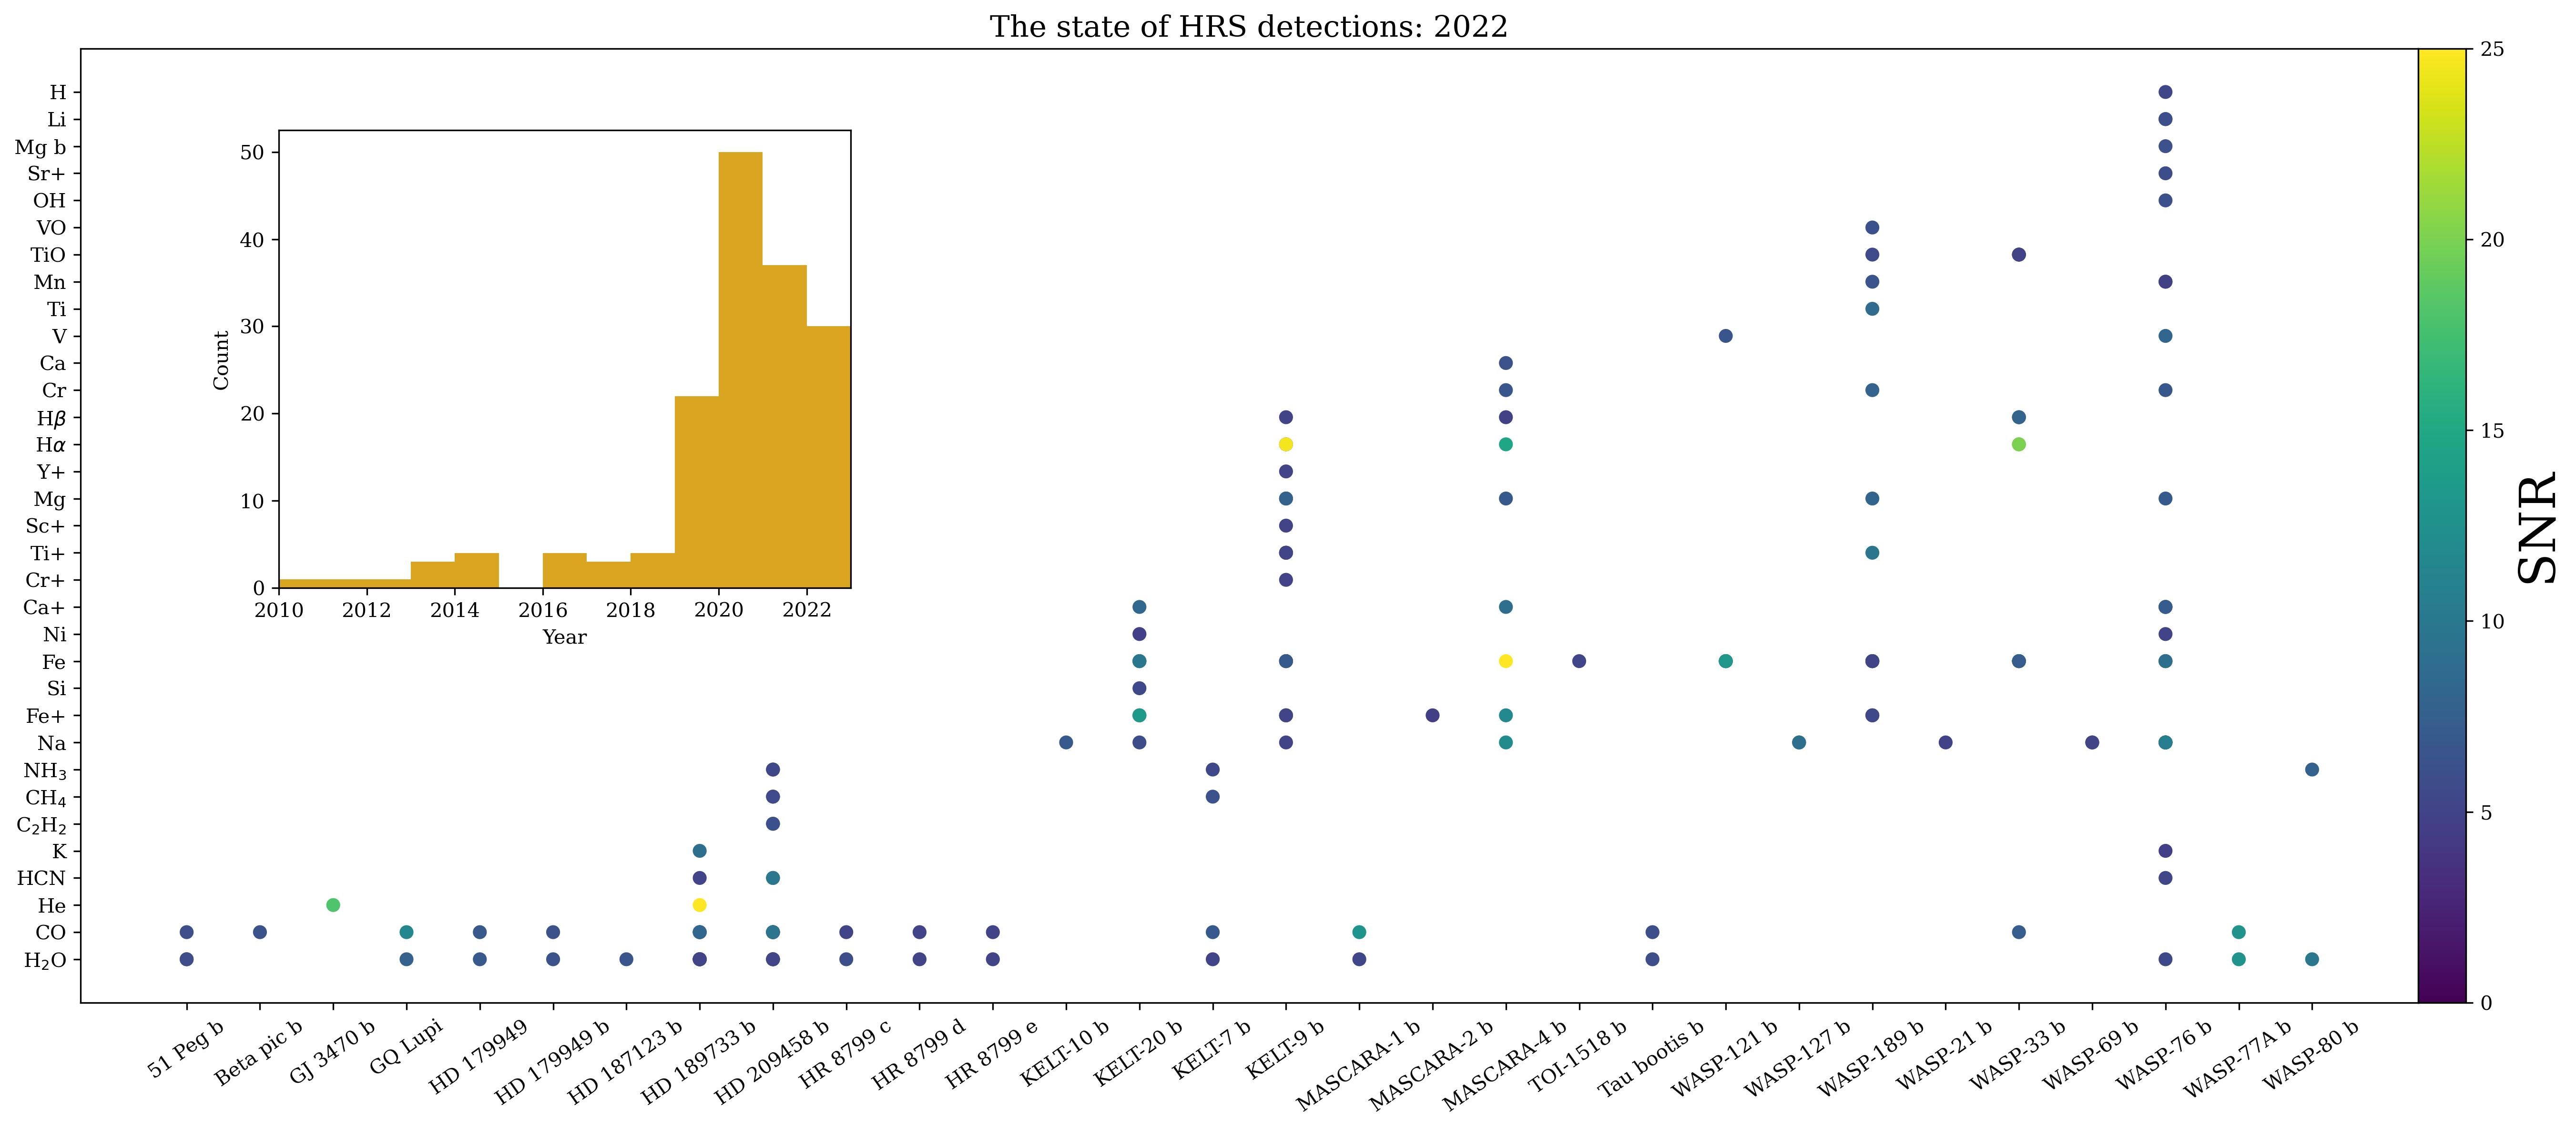 The state of HRS detections: 2022
H
Li
Mg b
Sr+
OH
VO
TiO
Mn
Ti
V
Ca
Cr
Hβ
Hα
Y+
Mg
Sc+
Ti+
Cr+
Ca+
Ni
Fe
Si
Fe+
Na
NH₃
CH₄
C₂H₂
K
HCN
He
CO
H₂O
Count
50
40
30
20
10
0
2010 2012 2014 2016 2018 2020 2022
Year
51 Peg b
Beta pic b
GJ 3470 b
GQ Lupi
HD 179949
HD 179949 b
HD 187123 b
HD 189733 b
HD 209458 b
HR 8799 c
HR 8799 d
HR 8799 e
KELT-10 b
KELT-20 b
KELT-7 b
KELT-9 b
MASCARA-1 b
MASCARA-2 b
MASCARA-4 b
TOI-1518 b
Tau bootis b
WASP-121 b
WASP-127 b
WASP-189 b
WASP-21 b
WASP-33 b
WASP-69 b
WASP-76 b
WASP-77A b
WASP-80 b
25
20
15
10
5
0
SNR